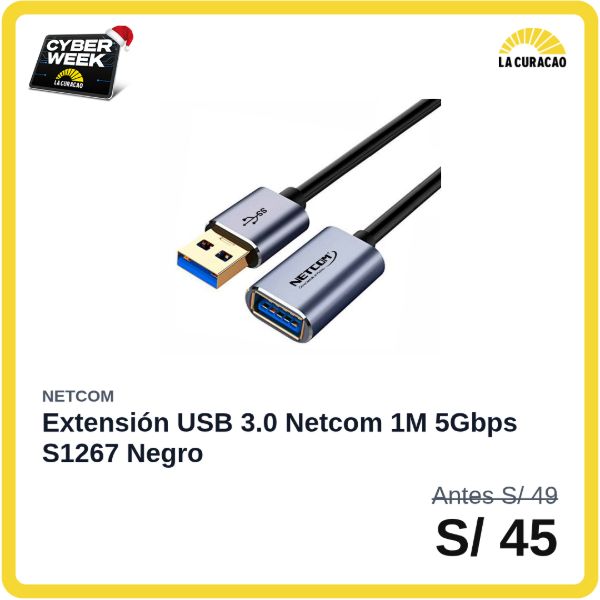 CYBER
WEEK
LA CURACAO
LA CURACAO
SS
NETCOM
NETCOM
Extensión USB 3.0 Netcom 1M 5Gbps
S1267 Negro
Antes S/ 49
S/ 45